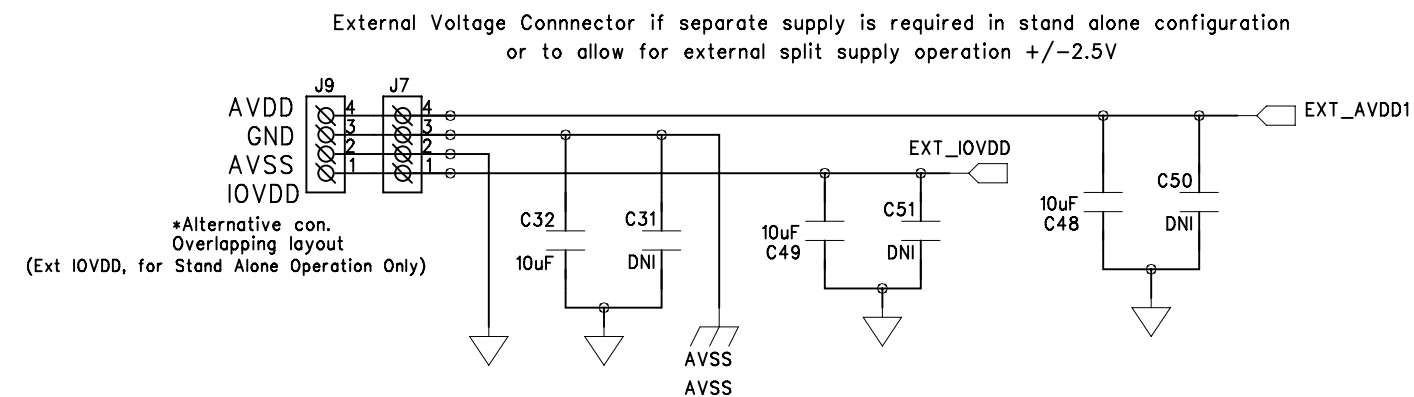 External Voltage Connnector if separate supply is required in stand alone configuration
or to allow for external split supply operation +/-2.5V
J9
J7
AVDD
GND
AVSS
IOVDD
4
3
2
1
4
3
2
1
*Alternative con.
Overlapping layout
(Ext IOVDD, for Stand Alone Operation Only)
C32
10uF
C31
DNI
AVSS
AVSS
EXT_IOVDD
10uF
C49
C51
DNI
EXT_AVDD1
10uF
C48
C50
DNI